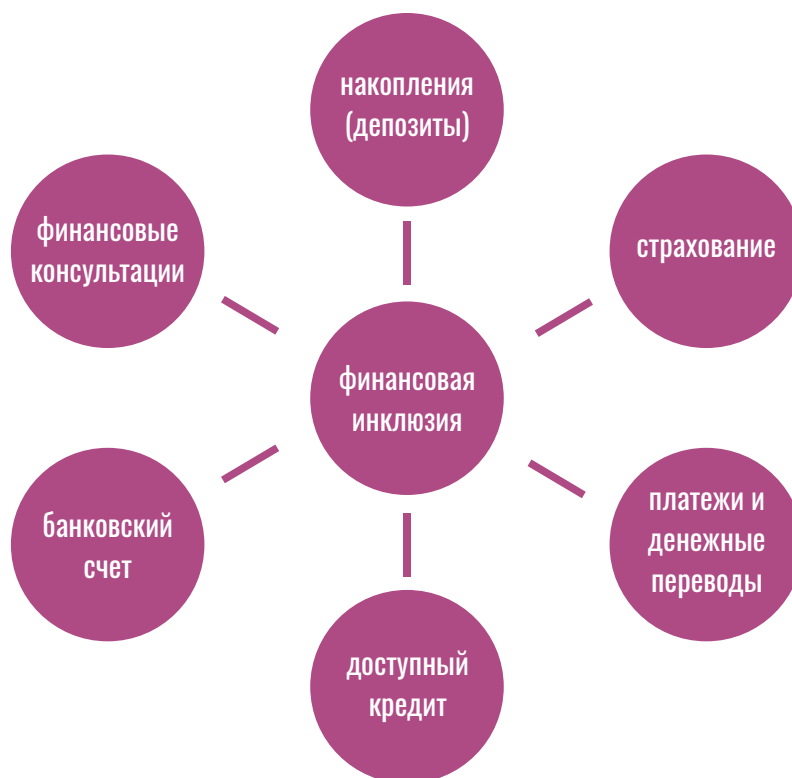 накопления
(депозиты)
финансовые
консультации
страхование
финансовая
инклюзия
банковский
счет
платежи и
денежные
переводы
доступный
кредит